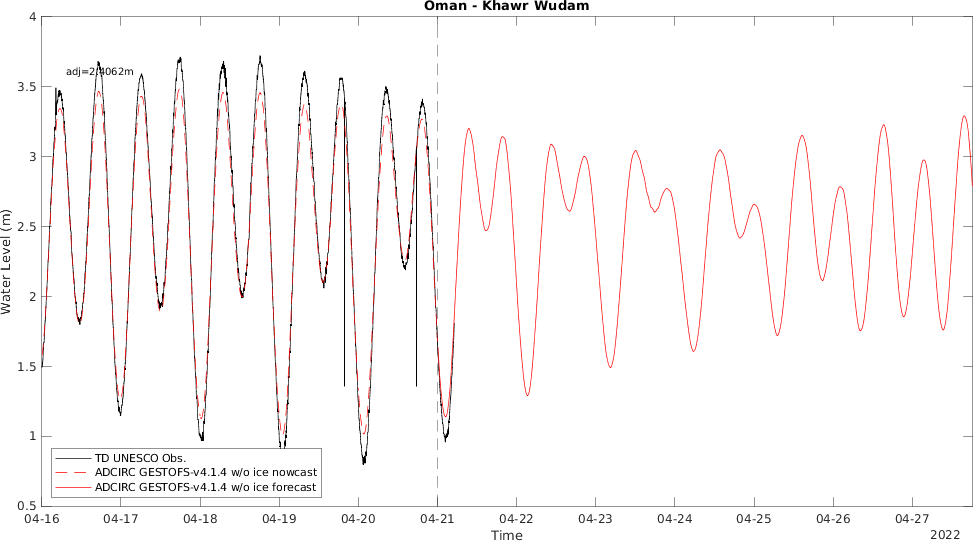 Oman - Khawr Wudam
4
adj=2.4062m
3.5
3
2.5
2
1.5
1
0.5
Water Level (m)
TD UNESCO Obs.
ADCIRC GESTOFS-v4.1.4 w/o ice nowcast
ADCIRC GESTOFS-v4.1.4 w/o ice forecast
04-16 04-17 04-18 04-19 04-20 04-21 04-22 04-23 04-24 04-25 04-26 04-27
Time
2022